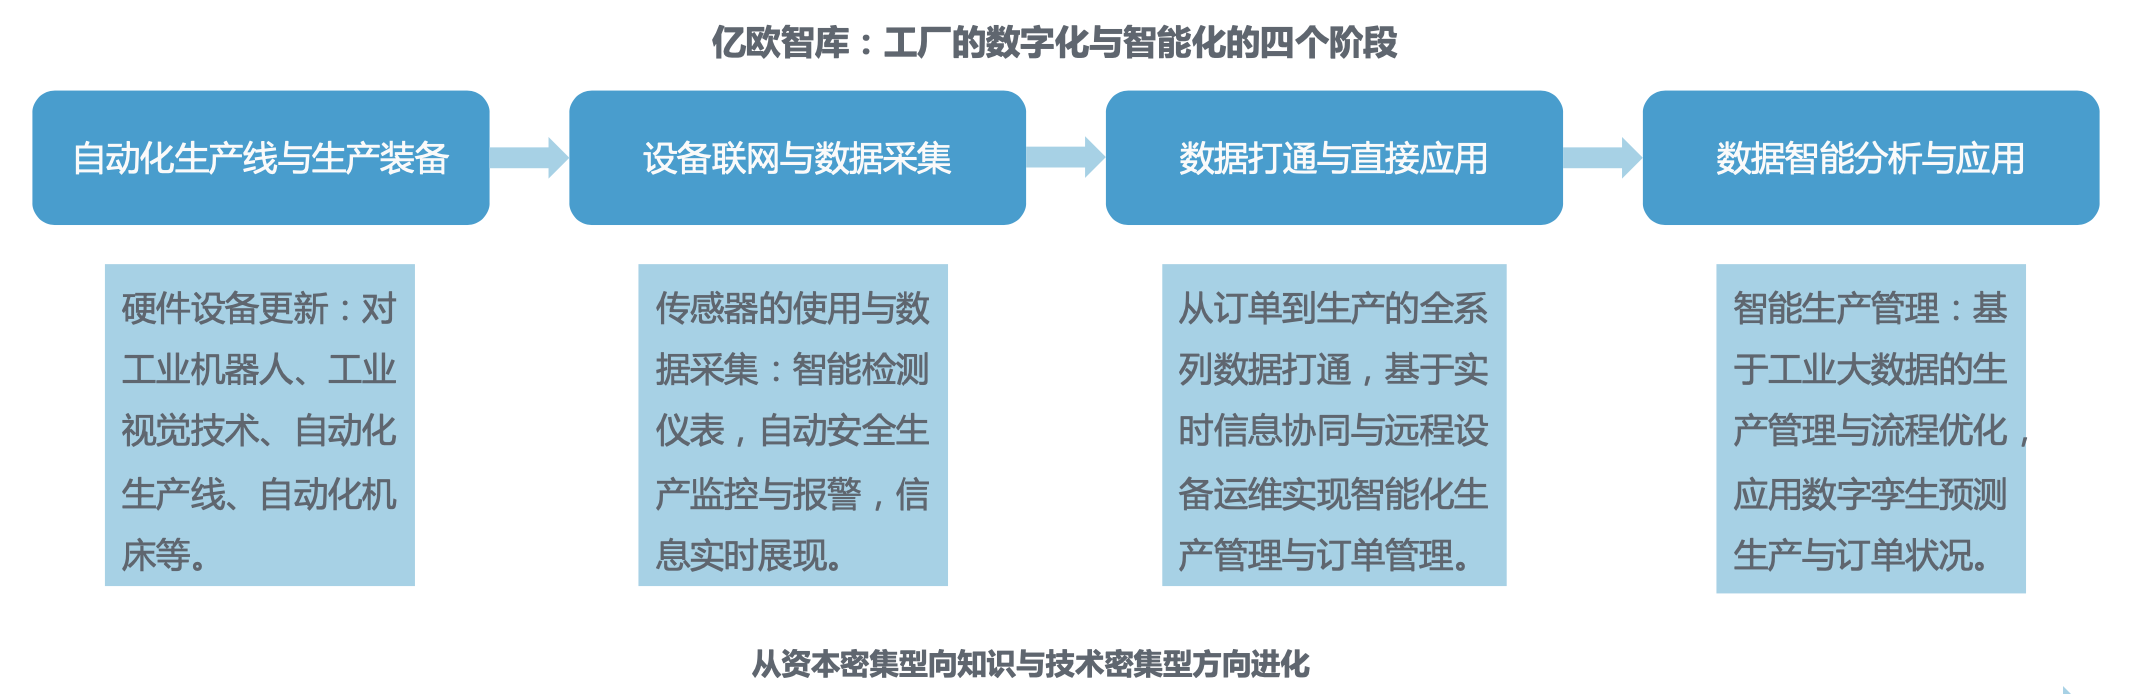 亿欧智库：工厂的数字化与智能化的四个阶段
自动化生产线与生产装备
设备联网与数据采集
数据打通与直接应用
数据智能分析与应用
硬件设备更新：对
工业机器人、工业
视觉技术、自动化
生产线、自动化机
床等。
传感器的使用与数
据采集：智能检测
仪表，自动安全生
产监控与报警，信
息实时展现。
从订单到生产的全系
列数据打通，基于实
时信息协同与远程设
备运维实现智能化生
产管理与订单管理。
智能生产管理：基
于工业大数据的生
产管理与流程优化，
应用数字孪生预测
生产与订单状况。
从资本密集型向知识与技术密集型方向进化